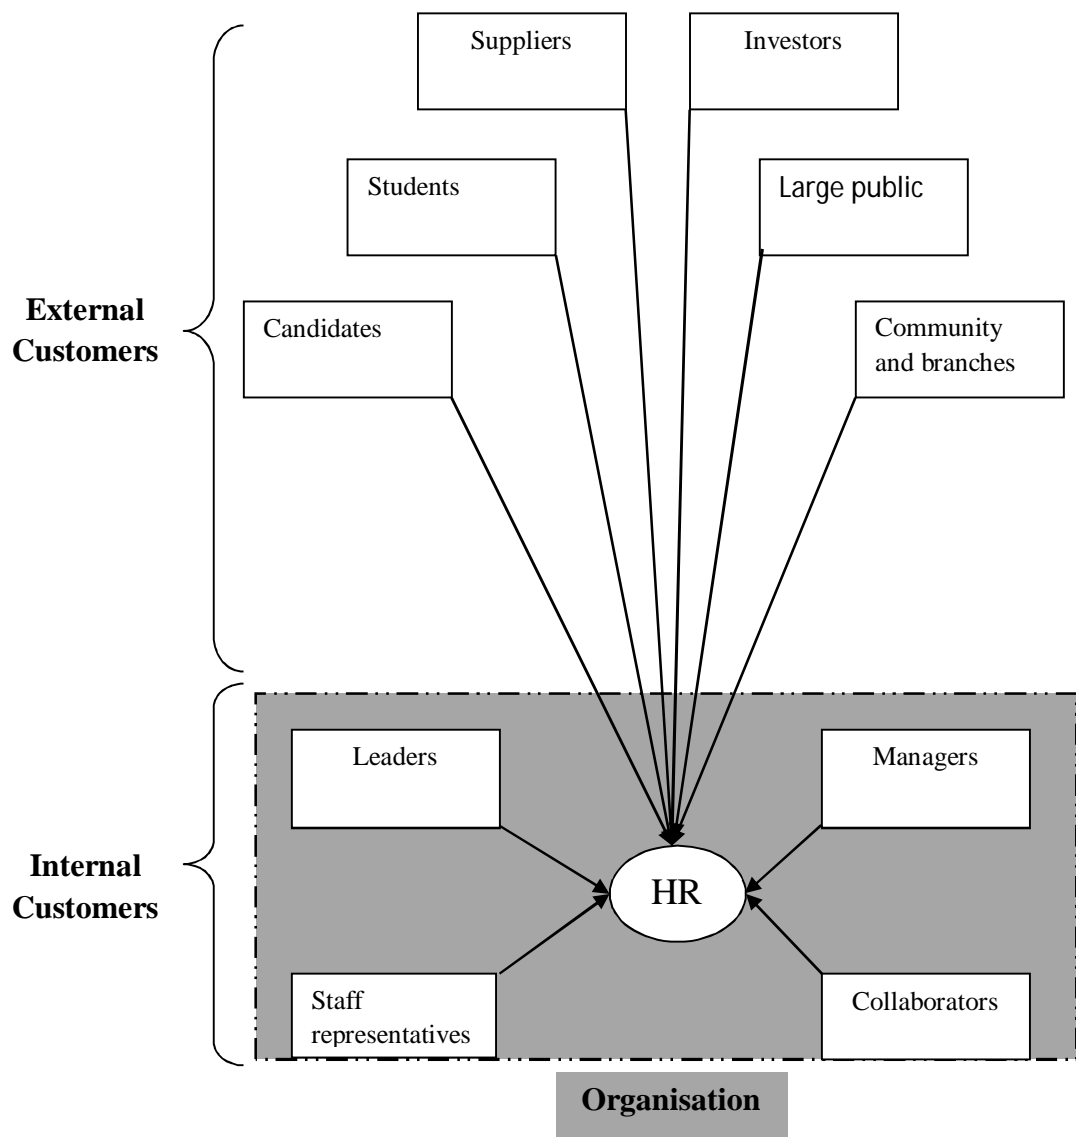 Suppliers
Investors
Students
Large public
External
Customers
Candidates
Community
and branches
Leaders
Managers
Internal
Customers
HR
Staff
representatives
Collaborators
Organisation